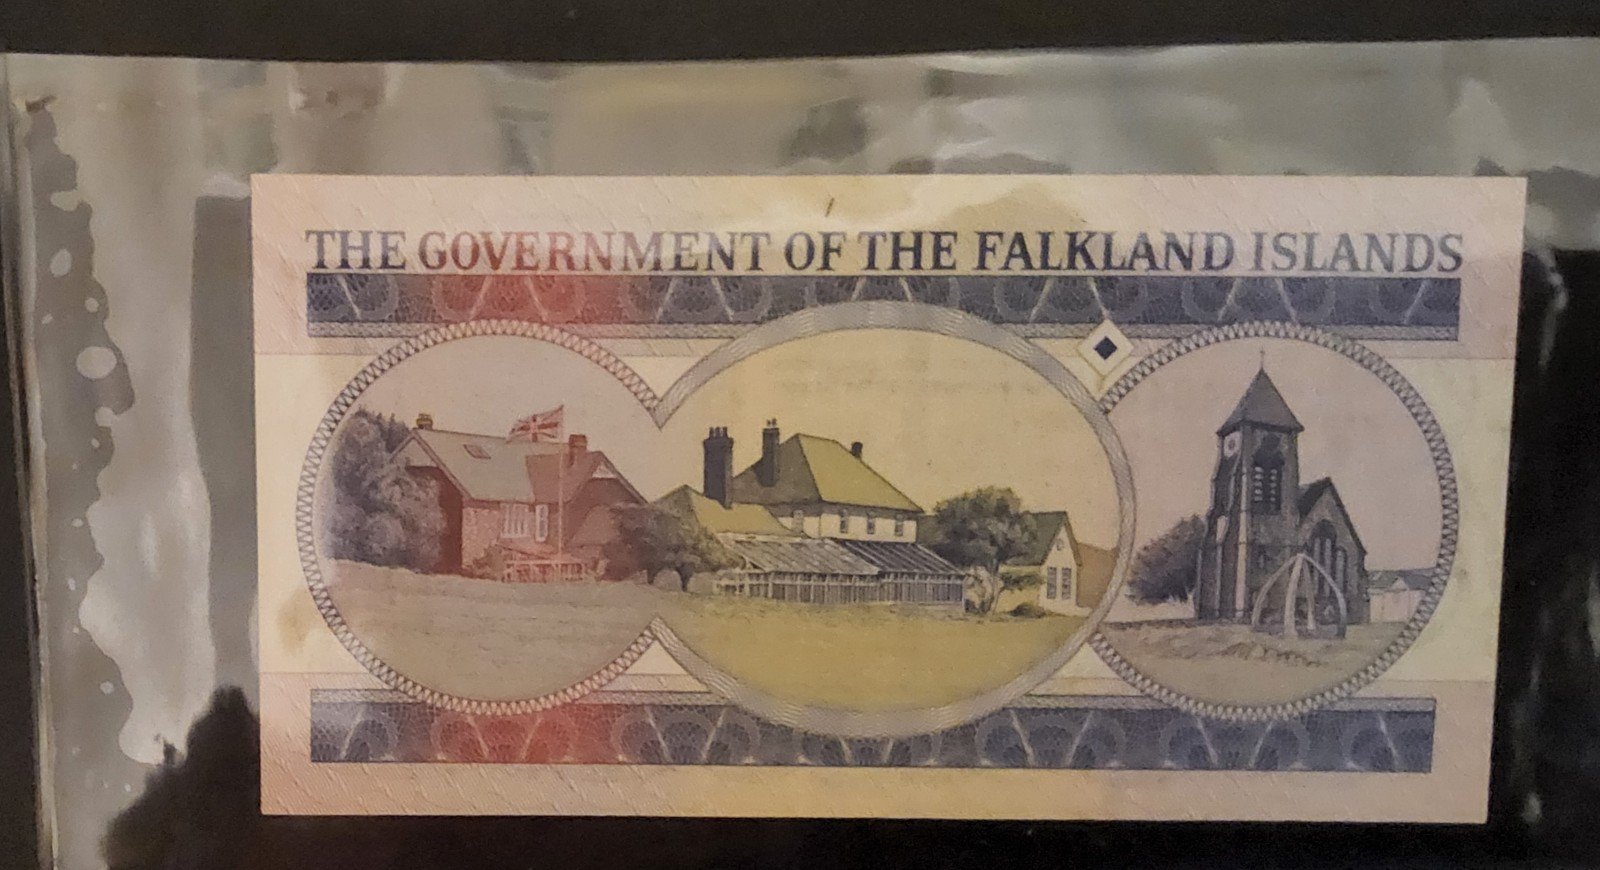 THE GOVERNMENT OF THE FALKLAND ISLANDS